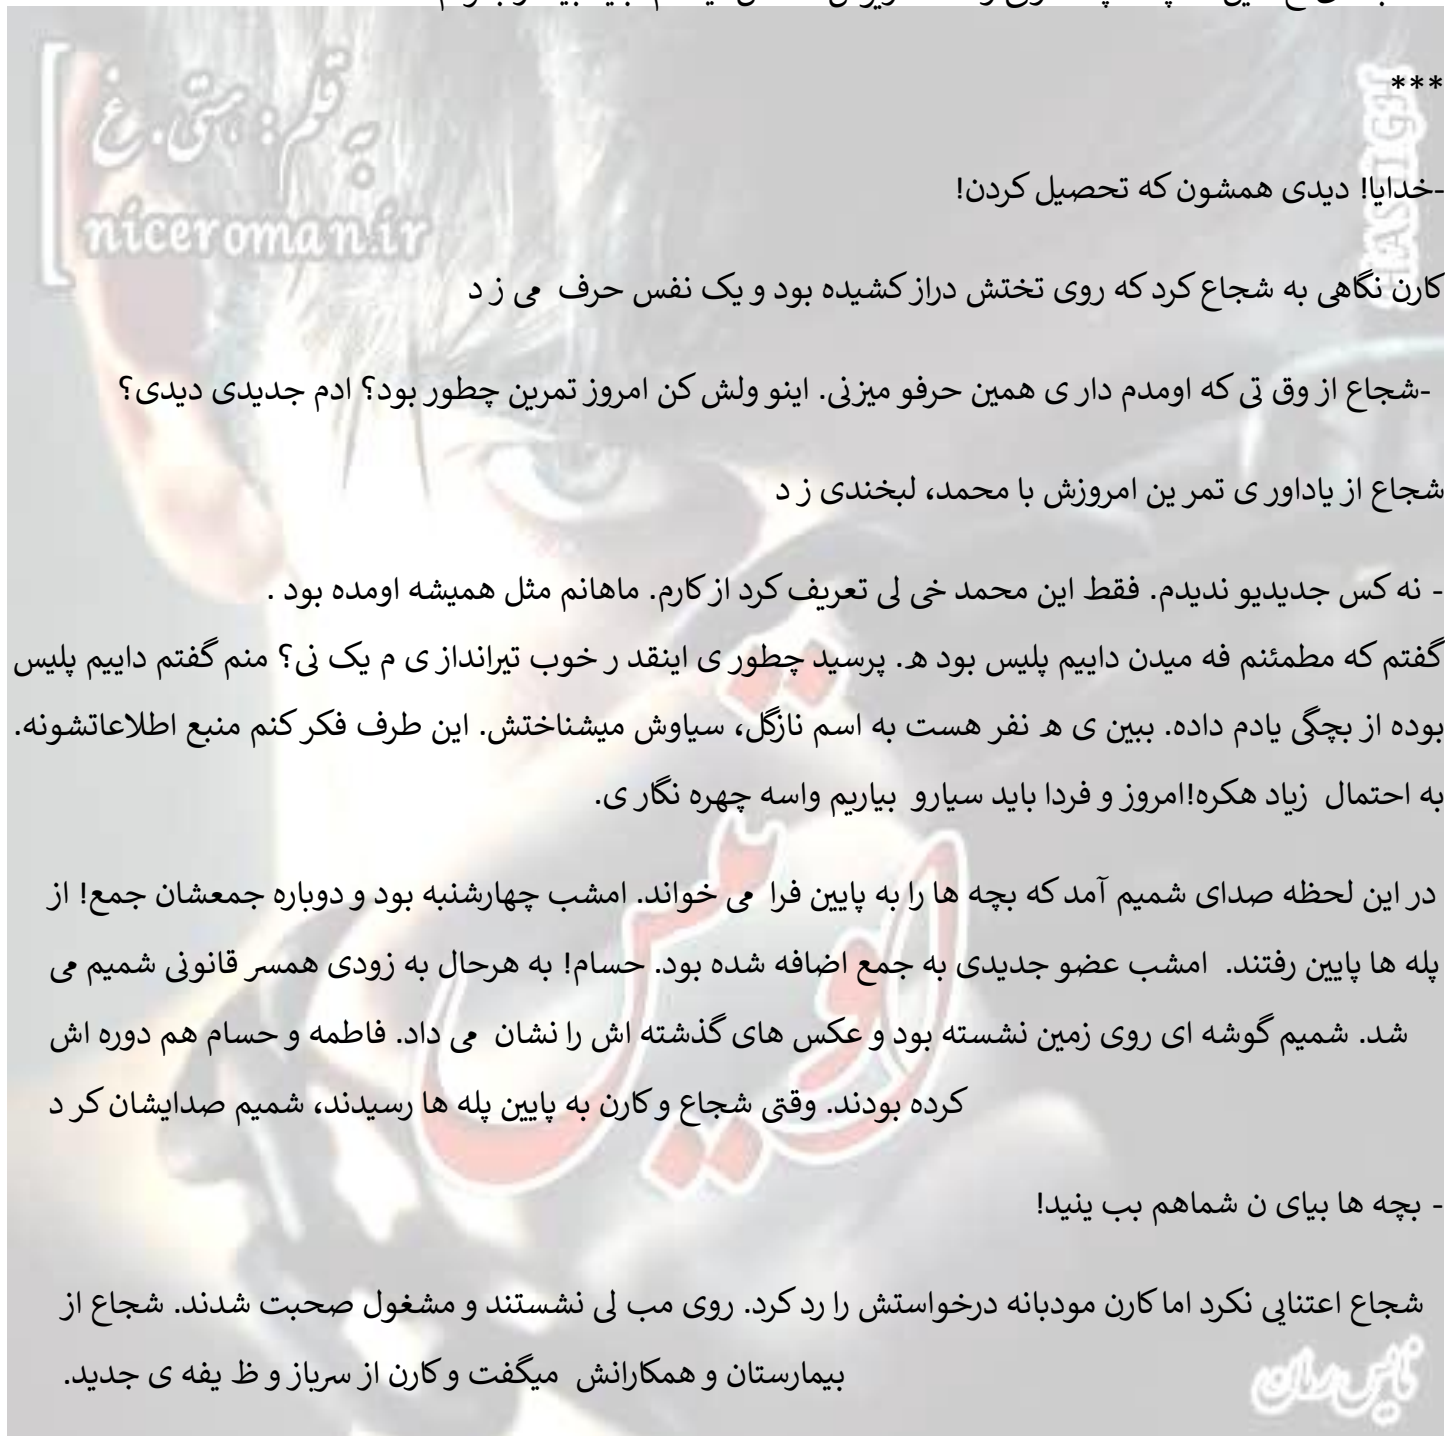 ***
-خدایا! دیدی همشون که تحصیل کردن!
کارن نگاهی به شجاع کرد که روی تختش دراز کشیده بود و یک نفس حرف می ز د
-شجاع از وق تی که اومدم دار ی همین حرفو میزنی. اینو ولش کن امروز تمرین چطور بود؟ ادم جدیدی دیدی؟
شجاع از یاداور ی تمر ین امروزش با محمد، لبخندی ز د
- نه کس جدیدیو ندیدم. فقط این محمد خی لی تعریف کرد از کارم. ماهانم مثل همیشه اومده بود .
گفتم که مطمئنم فه میدن داییم پلیس بود ه. پرسید چطور ی اینقد ر خوب تیرانداز ی م یک نی؟ منم گفتم داییم پلیس
بوده از بچگی یادم داده. ببین ی ه نفر هست به اسم نازگل، سیاوش میشناختش. این طرف فکر کنم منبع اطلاعاتشونه.
به احتمال زیاد هکره!امروز و فردا باید سیارو بیاریم واسه چهره نگار ی.
در این لحظه صدای شمیم آمد که بچه ها را به پایین فرا می خواند. امشب چهارشنبه بود و دوباره جمعشان جمع! از
پله ها پایین رفتند. امشب عضو جدیدی به جمع اضافه شده بود. حسام! به هرحال به زودی همسر قانونی شمیم می
شد. شمیم گوشه ای روی زمین نشسته بود و عکس های گذشته اش را نشان می داد. فاطمه و حسام هم دوره اش
کرده بودند. وقتی شجاع و کارن به پایین پله ها رسیدند، شمیم صدایشان کر د
- بچه ها بیای ن شماهم بب ینید!
شجاع اعتنایی نکرد اما کارن مودبانه درخواستش را رد کرد. روی مب لی نشستند و مشغول صحبت شدند. شجاع از
بیمارستان و همکارانش میگفت و کارن از سرباز و ظ یفه ی جدید.
به قلم: هستی.غ
niceroman.ir
HASTI.GH